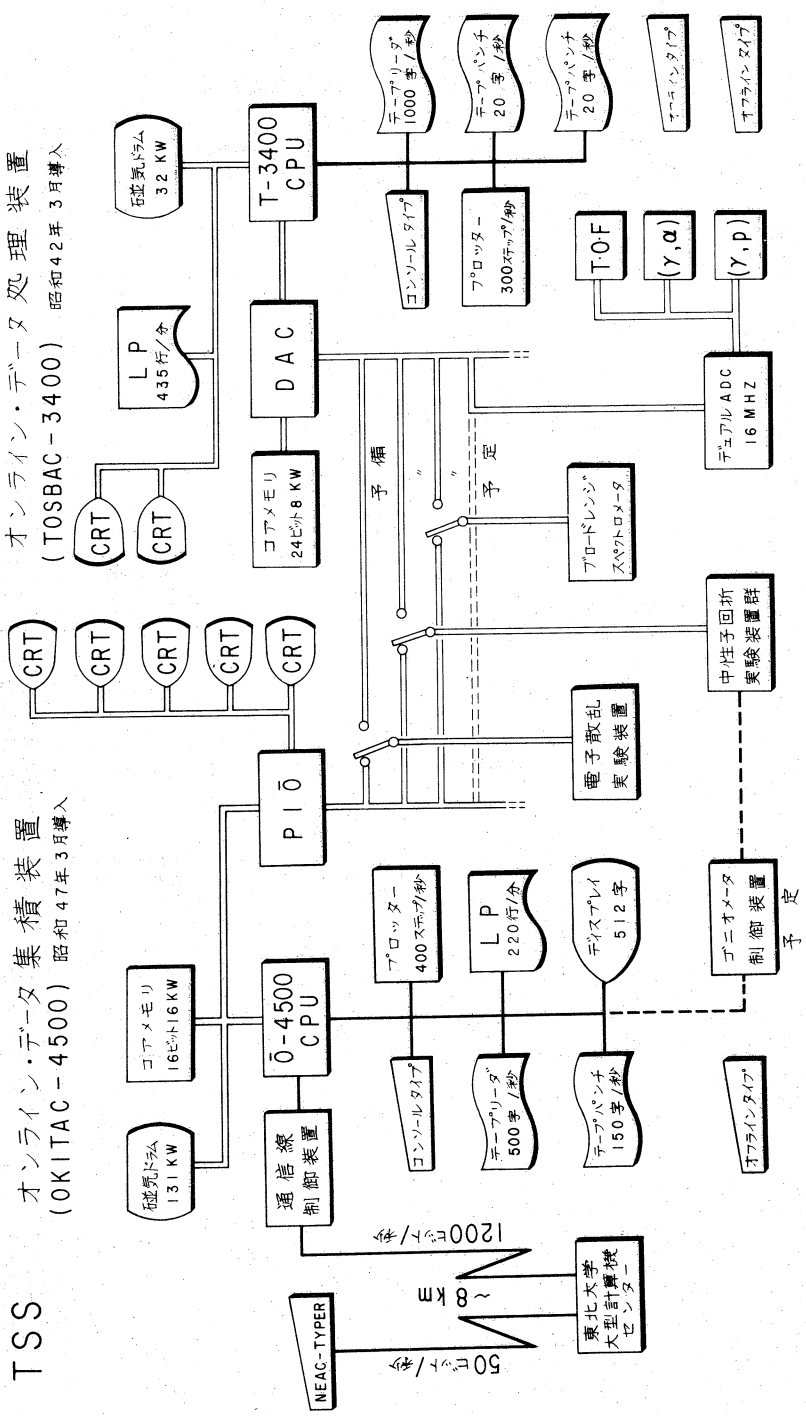 TSS
オンライン・データ集積装置
(OKITAC-4500) 昭和47年3月導入
オンライン・データ処理装置
(TOSBAC-3400) 昭和42年3月導入
磁気ドラム
131KW
コアメモリ
16ビット16KW
CRT
CRT
CRT
CRT
CRT
CRT
CRT
LP
435行/分
磁気ドラム
32KW
NEAC-TYPER
通信線
制御装置
Ō-4500
CPU
PIŌ
コアメモリ
24ビット8KW
DAC
T-3400
CPU
50ビット/秒
~8km
1200ビット/秒
東北大学
大型計算機
センター
コンソールタイプ
プロッター
400ステップ/秒
テープリーダ
500字/秒
LP
220行/分
テープパンチ
150字/秒
ディスプレイ
512字
オフラインタイプ
ゴニオメータ
制御装置
予定
予備
〃
〃
予定
電子散乱
実験装置
中性子回折
実験装置群
ブロードレンジ
スペクトロメータ
デュアルADC
16MHZ
T.O.F
(γ,α)
(γ,p)
コンソールタイプ
テープリーダ
1000字/秒
プロッター
300ステップ/秒
テープパンチ
20字/秒
テープパンチ
20字/秒
オフラインタイプ
オフラインタイプ